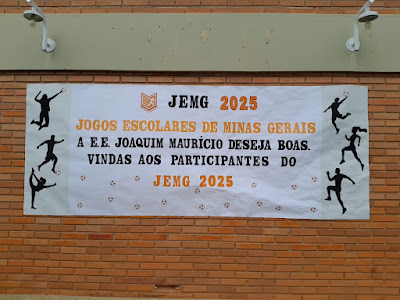 JEMG 2025
JOGOS ESCOLARES DE MINAS GERAIS
A E.E. JOAQUIM MAURÍCIO DESEJA BOAS.
VINDAS AOS PARTICIPANTES DO
JEMG 2025